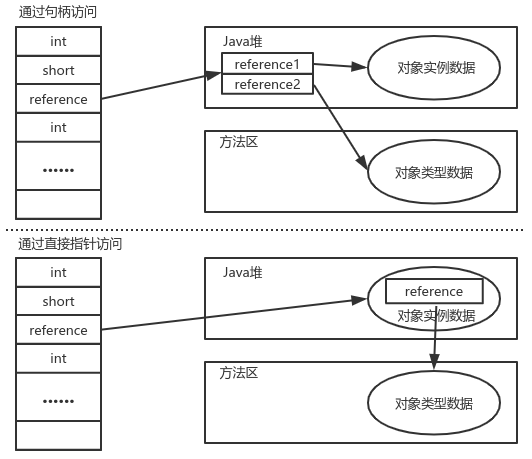 通过句柄访问
int
short
reference
int
······
Java堆
reference1
reference2
对象实例数据
方法区
对象类型数据
通过直接指针访问
int
short
reference
int
······
Java堆
reference
对象实例数据
方法区
对象类型数据